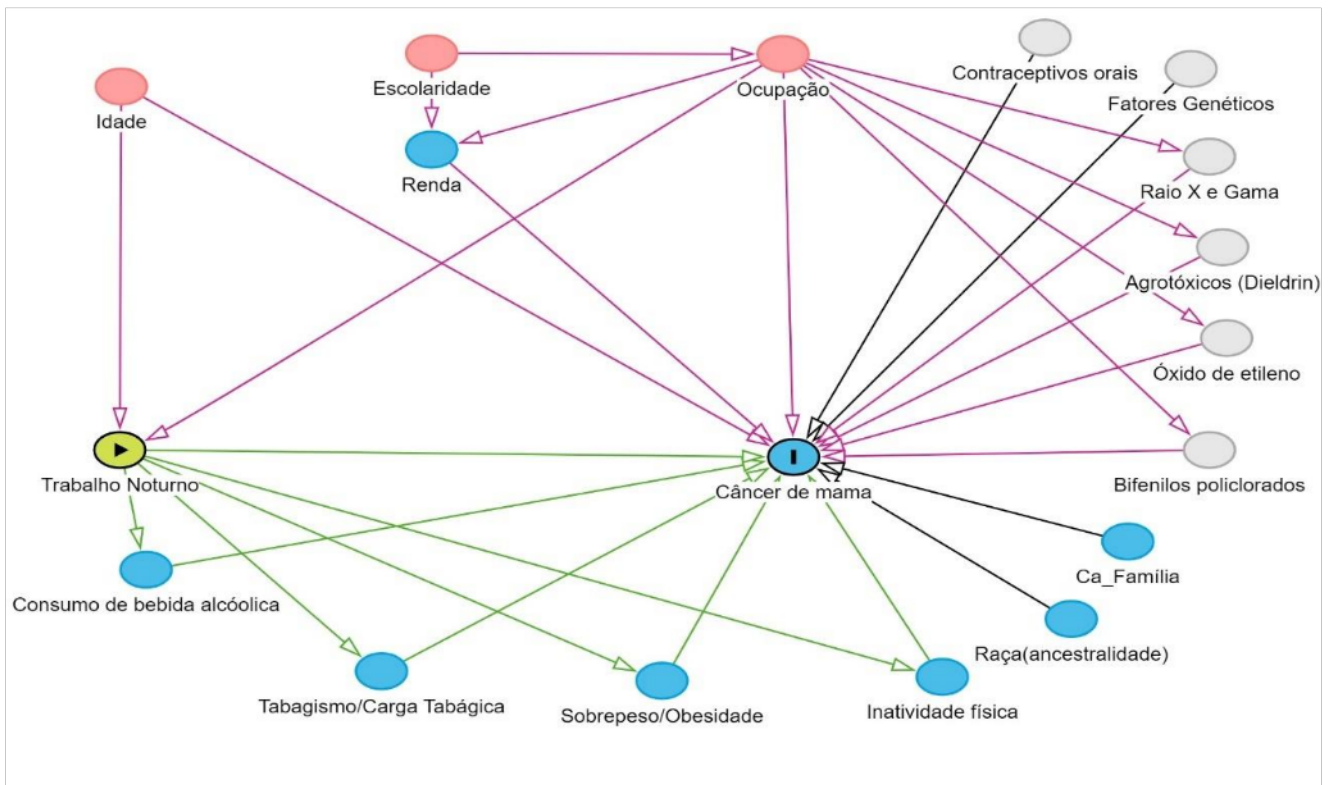 Contraceptivos orais
Escolaridade
Ocupação
Fatores Genéticos
Idade
Renda
Raio X e Gama
Agrotóxicos (Dieldrin)
Óxido de etileno
Trabalho Noturno
Câncer de mama
Bifenilos policlorados
Ca_Família
Consumo de bebida alcóolica
Raça(ancestralidade)
Tabagismo/Carga Tabágica
Sobrepeso/Obesidade
Inatividade física